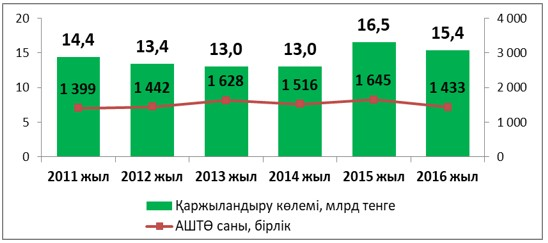 20
15
10
5
0
4 000
3 000
2 000
1 000
0
14,4
13,4
13,0
13,0
16,5
15,4
1 399
1 442
1 628
1 516
1 645
1 433
2011 жыл
2012 жыл
2013 жыл
2014 жыл
2015 жыл
2016 жыл
Қаржыландыру көлемі, млрд тенге
АШТӨ саны, бірлік